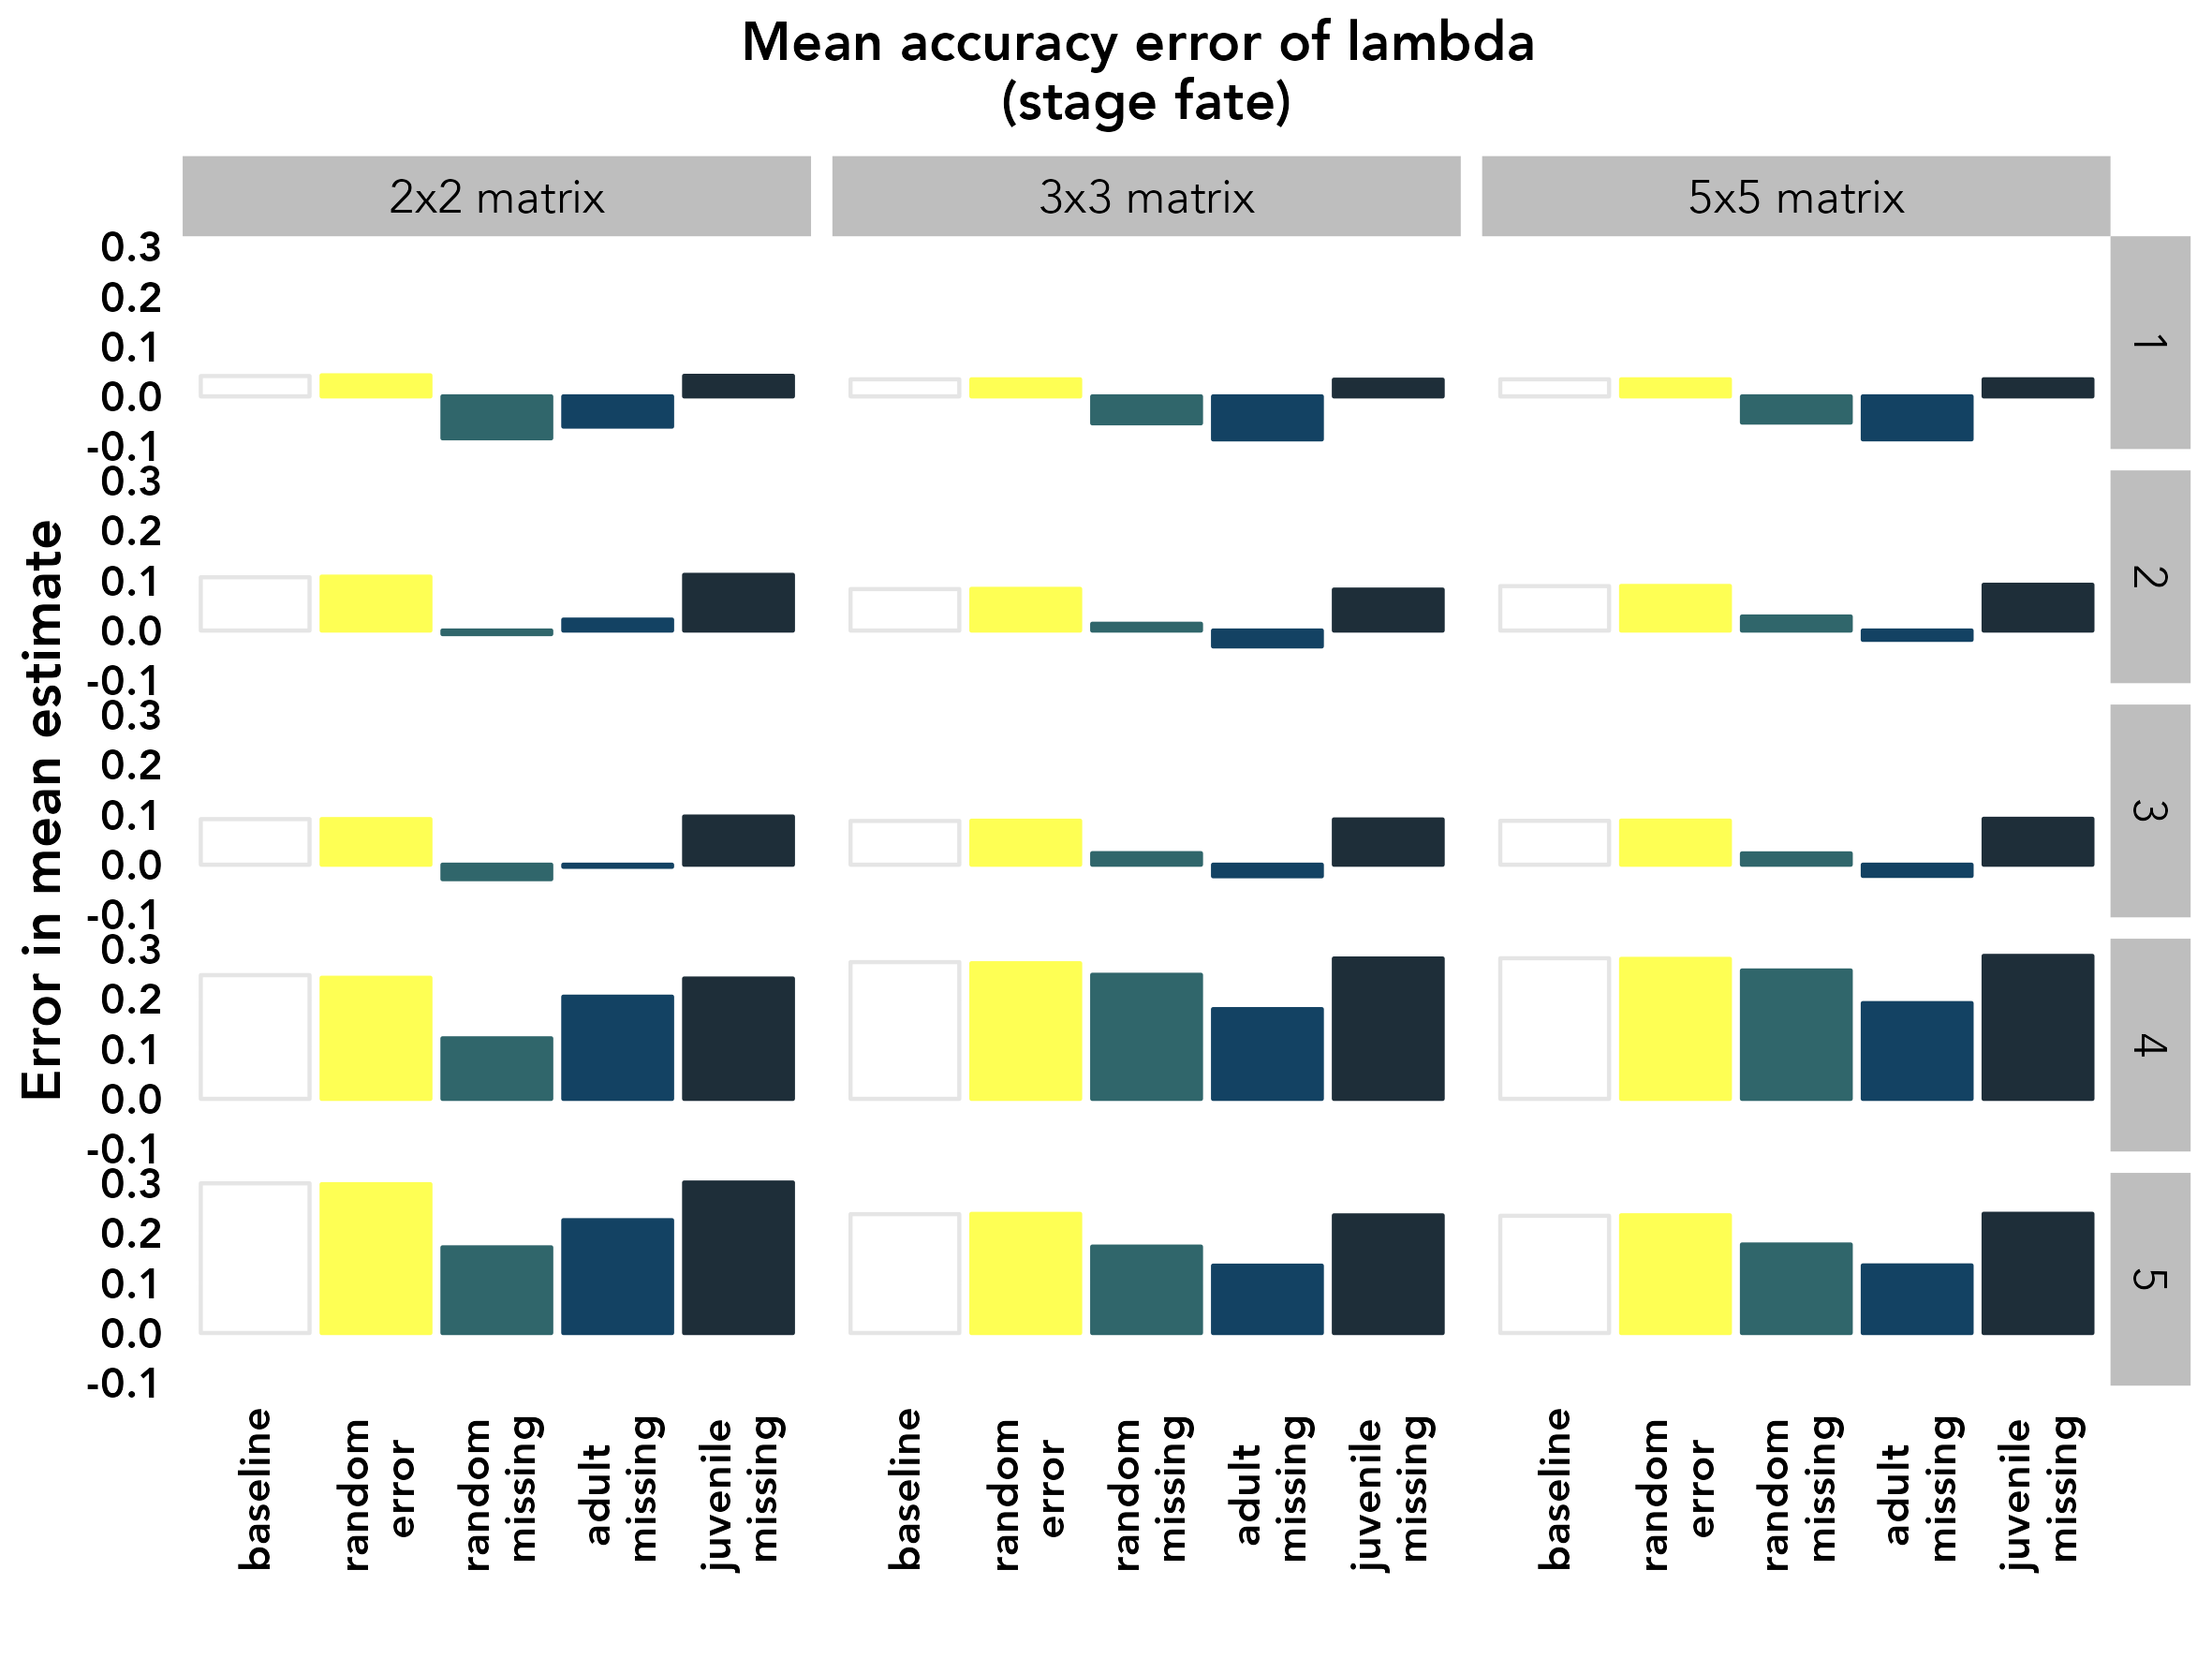 Mean accuracy error of lambda
(stage fate)
2x2 matrix
3x3 matrix
5x5 matrix
Error in mean estimate
0.3
0.2
0.1
0.0
-0.1
1
0.3
0.2
0.1
0.0
-0.1
2
0.3
0.2
0.1
0.0
-0.1
3
0.3
0.2
0.1
0.0
-0.1
4
0.3
0.2
0.1
0.0
-0.1
5
baseline
random
error
random
missing
adult
missing
juvenile
missing
baseline
random
error
random
missing
adult
missing
juvenile
missing
baseline
random
error
random
missing
adult
missing
juvenile
missing